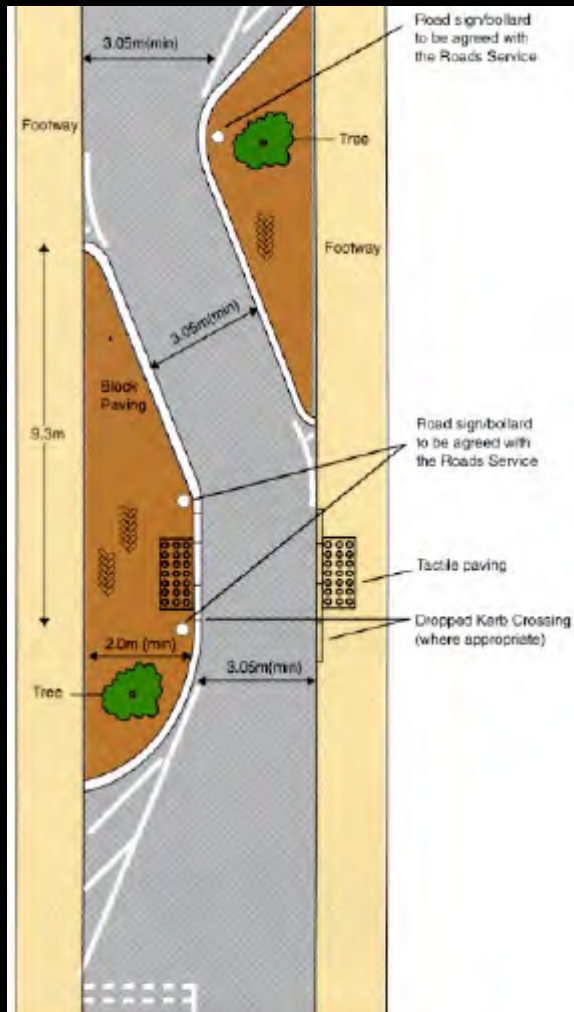 Road sign/bollard
to be agreed with
the Roads Service
3.05m(min)
Footway
Tree
Footway
3.05m(min)
Block
Paving
9.3m
Road sign/bollard
to be agreed with
the Roads Service
Tactile paving
Dropped Kerb Crossing
(where appropriate)
2.0m (min)
3.05m(min)
Tree